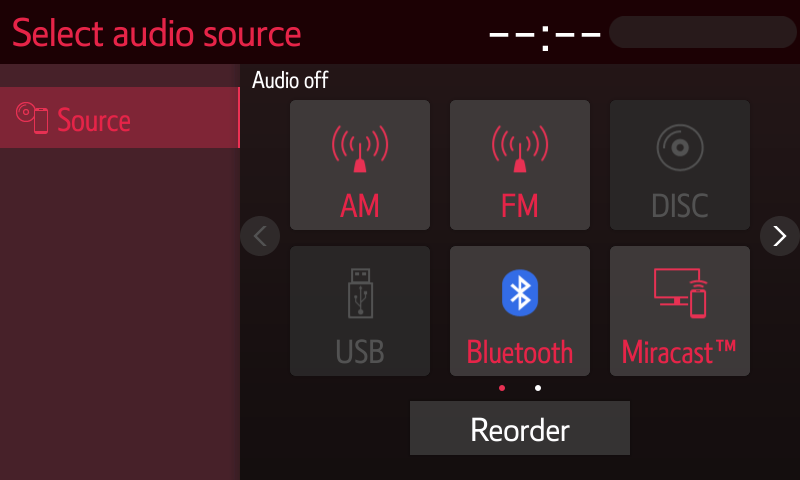 Select audio source
--:--
Source
Audio off
AM
FM
DISC
USB
Bluetooth
Miracast™
Reorder